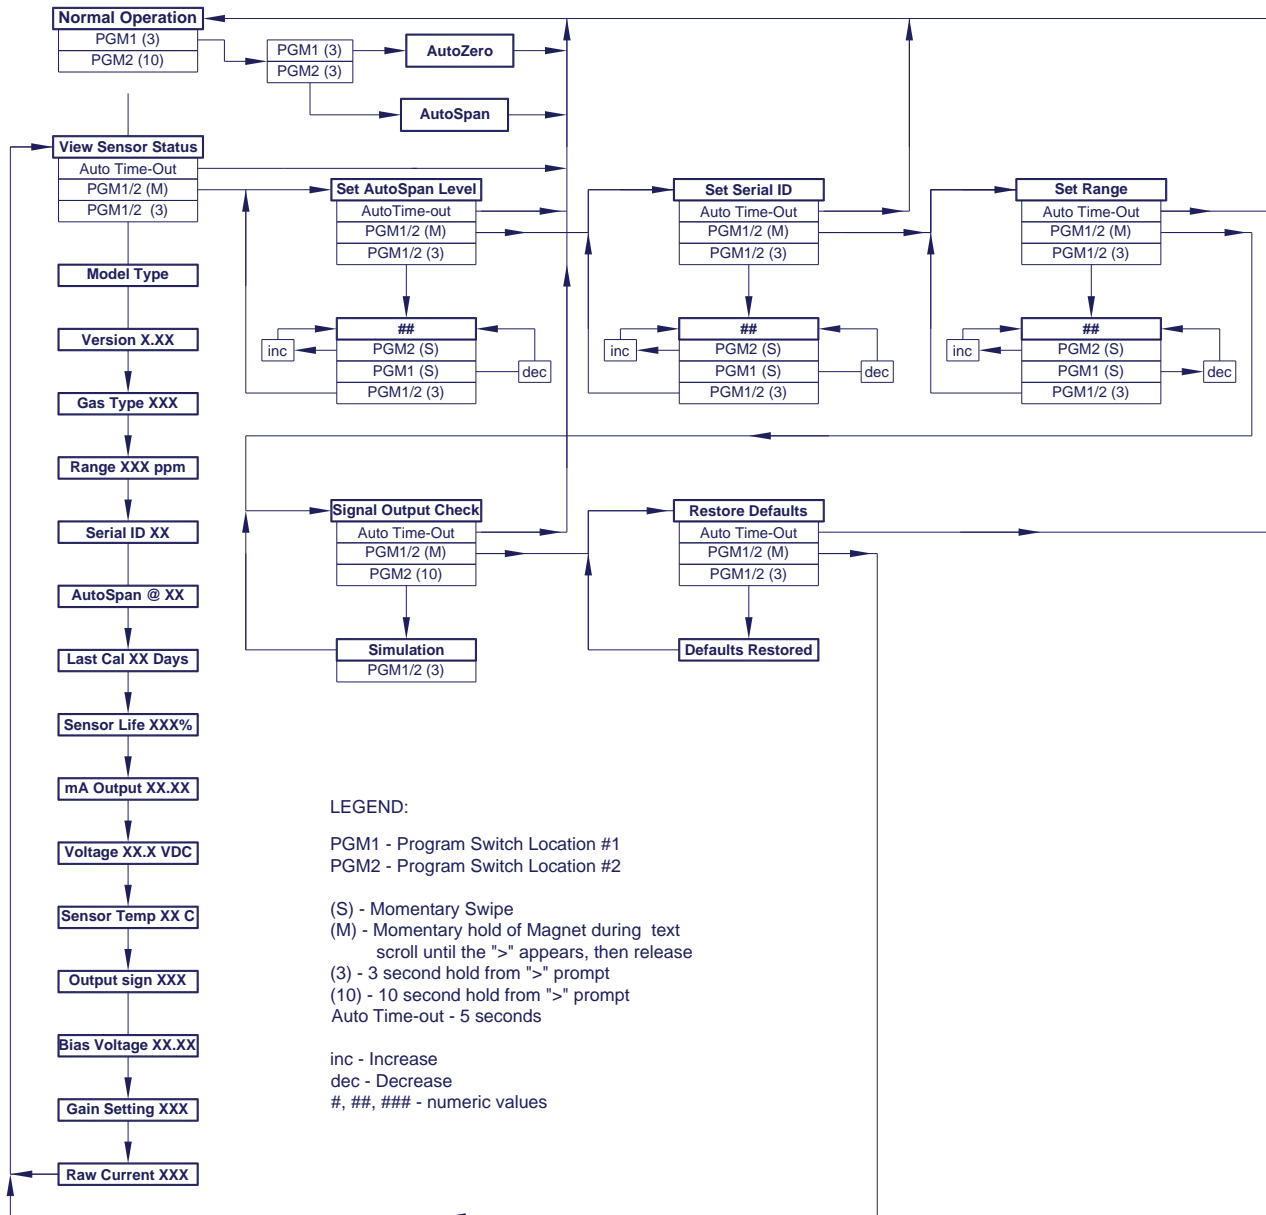 Normal Operation
PGM1 (3)
PGM2 (10)
PGM1 (3)
PGM2 (3)
AutoZero
AutoSpan
View Sensor Status
Auto Time-Out
PGM1/2 (M)
PGM1/2 (3)
Model Type
Version X.XX
Gas Type XXX
Range XXX ppm
Serial ID XX
AutoSpan @ XX
Last Cal XX Days
Sensor Life XXX%
mA Output XX.XX
Voltage XX.X VDC
Sensor Temp XX C
Output sign XXX
Bias Voltage XX.XX
Gain Setting XXX
Raw Current XXX
Set AutoSpan Level
AutoTime-out
PGM1/2 (M)
PGM1/2 (3)
##
PGM2 (S)
PGM1 (S)
PGM1/2 (3)
inc
dec
Set Serial ID
Auto Time-Out
PGM1/2 (M)
PGM1/2 (3)
##
PGM2 (S)
PGM1 (S)
PGM1/2 (3)
inc
dec
Set Range
Auto Time-Out
PGM1/2 (M)
PGM1/2 (3)
##
PGM2 (S)
PGM1 (S)
PGM1/2 (3)
inc
dec
Signal Output Check
Auto Time-Out
PGM1/2 (M)
PGM2 (10)
Simulation
PGM1/2 (3)
Restore Defaults
Auto Time-Out
PGM1/2 (M)
PGM1/2 (3)
Defaults Restored
LEGEND:
PGM1 - Program Switch Location #1
PGM2 - Program Switch Location #2
(S) - Momentary Swipe
(M) - Momentary hold of Magnet during text
scroll until the ">" appears, then release
(3) - 3 second hold from ">" prompt
(10) - 10 second hold from ">" prompt
Auto Time-out - 5 seconds
inc - Increase
dec - Decrease
#, ##, ### - numeric values